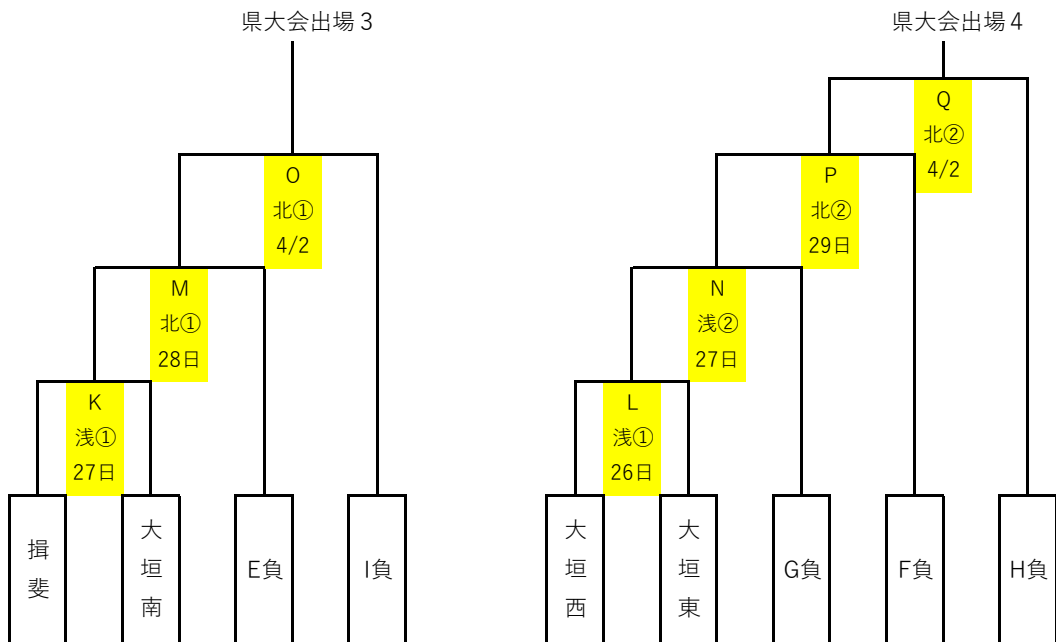 県大会出場3
県大会出場4
Q
北②
4/2
O
北①
4/2
P
北②
29日
M
北①
28日
N
浅②
27日
K
浅①
27日
L
浅①
26日
揖斐
大垣南
E負
I負
大垣西
大垣東
G負
F負
H負